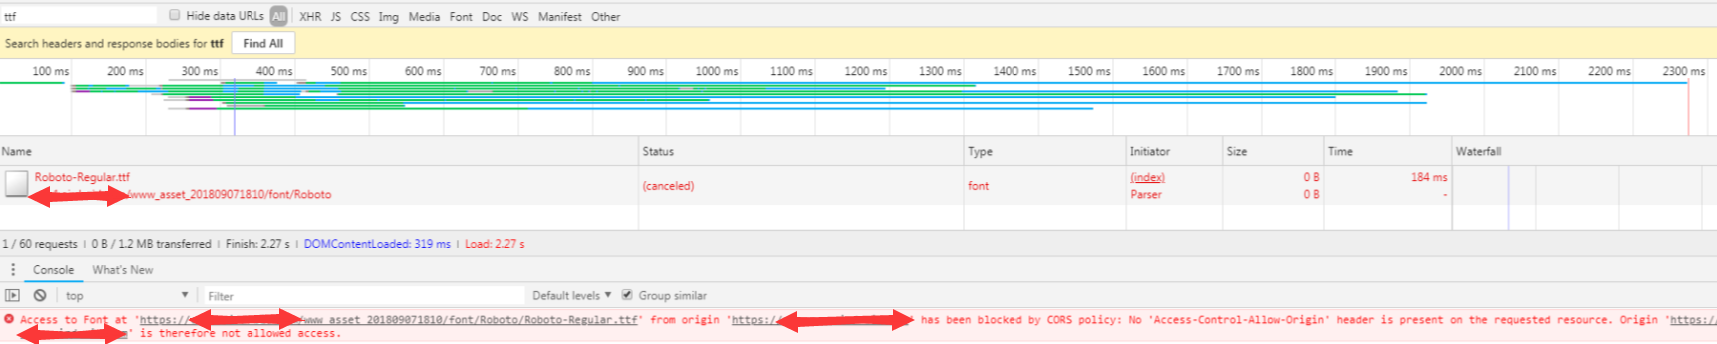 ttf Hide data URLs All XHR JS CSS Img Media Font Doc WS Manifest Other
Search headers and response bodies for ttf Find All
100 ms 200 ms 300 ms 400 ms 500 ms 600 ms 700 ms 800 ms 900 ms 1000 ms 1100 ms 1200 ms 1300 ms 1400 ms 1500 ms 1600 ms 1700 ms 1800 ms 1900 ms 2000 ms 2100 ms 2200 ms 2300 ms
Name Status Type Initiator Size Time Waterfall
Roboto-Regular.ttf (canceled) font (index) 0 B 184 ms
/www_asset_201809071810/font/Roboto Parser 0 B -
1 / 60 requests | 0 B / 1.2 MB transferred | Finish: 2.27 s | DOMContentLoaded: 319 ms | Load: 2.27 s
Console What's New
top Filter Default levels ▼ Group similar
Access to Font at 'https:// /www_asset_201809071810/font/Roboto/Roboto-Regular.ttf' from origin 'https:// ' has been blocked by CORS policy: No 'Access-Control-Allow-Origin' header is present on the requested resource. Origin 'https://
' is therefore not allowed access.